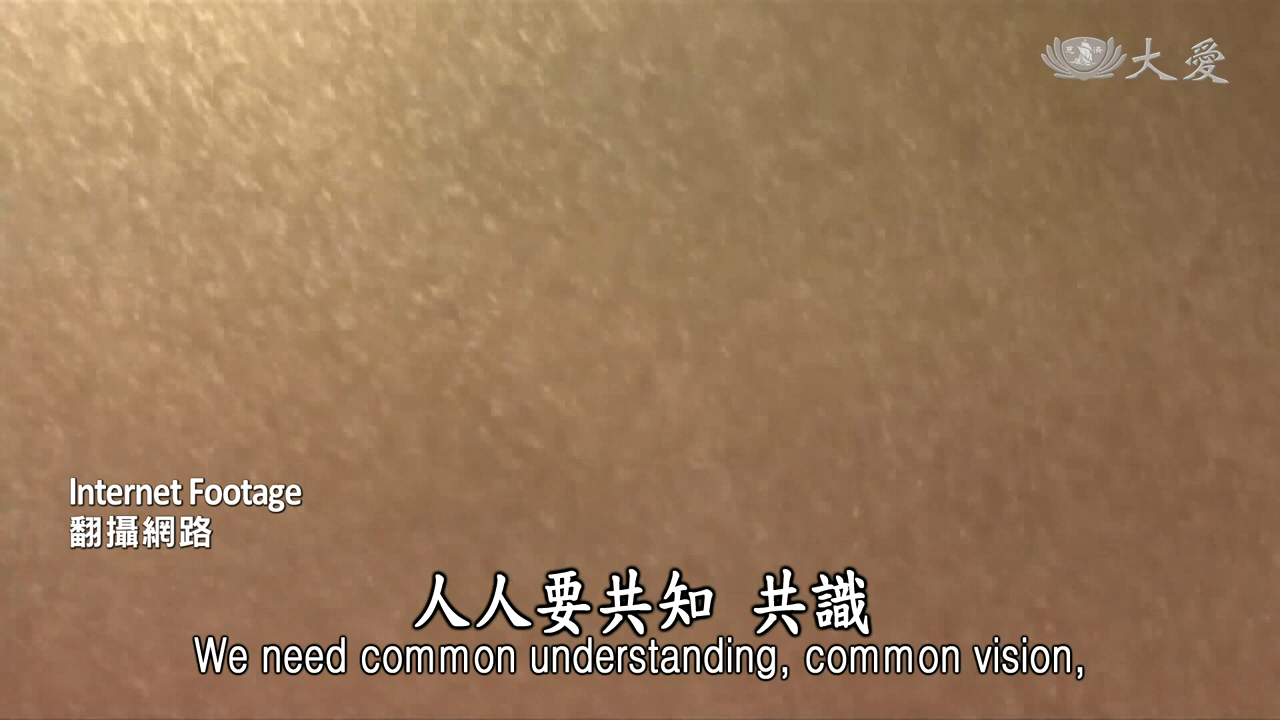 大愛
Internet Footage
翻攝網路
人人要共知 共識
We need common understanding, common vision,